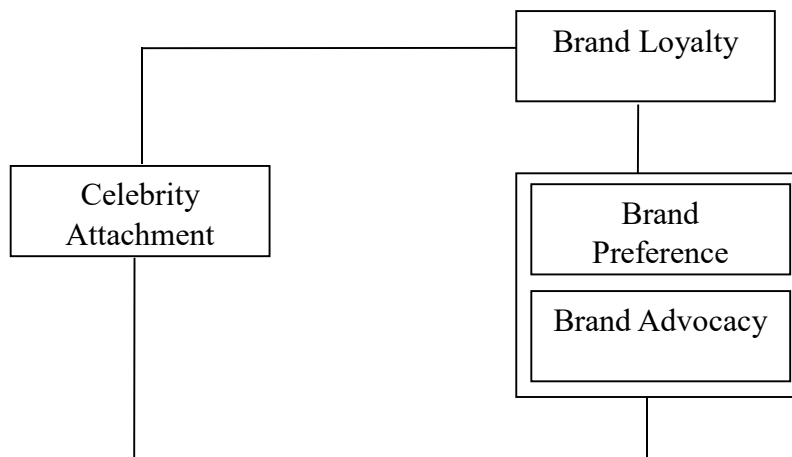 Brand Loyalty
Celebrity
Attachment
Brand
Preference
Brand Advocacy